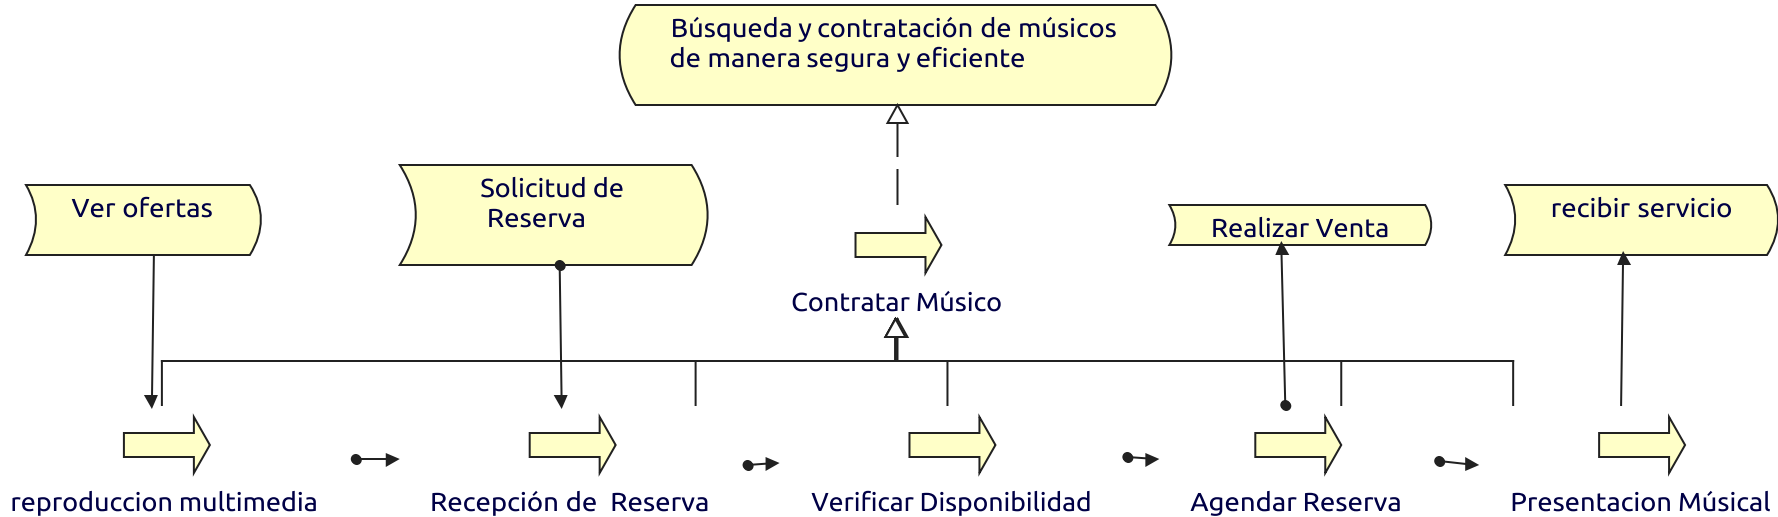 Búsqueda y contratación de músicos
de manera segura y eficiente
Ver ofertas
Solicitud de
Reserva
Realizar Venta
recibir servicio
Contratar Músico
reproduccion multimedia
Recepción de Reserva
Verificar Disponibilidad
Agendar Reserva
Presentacion Músical